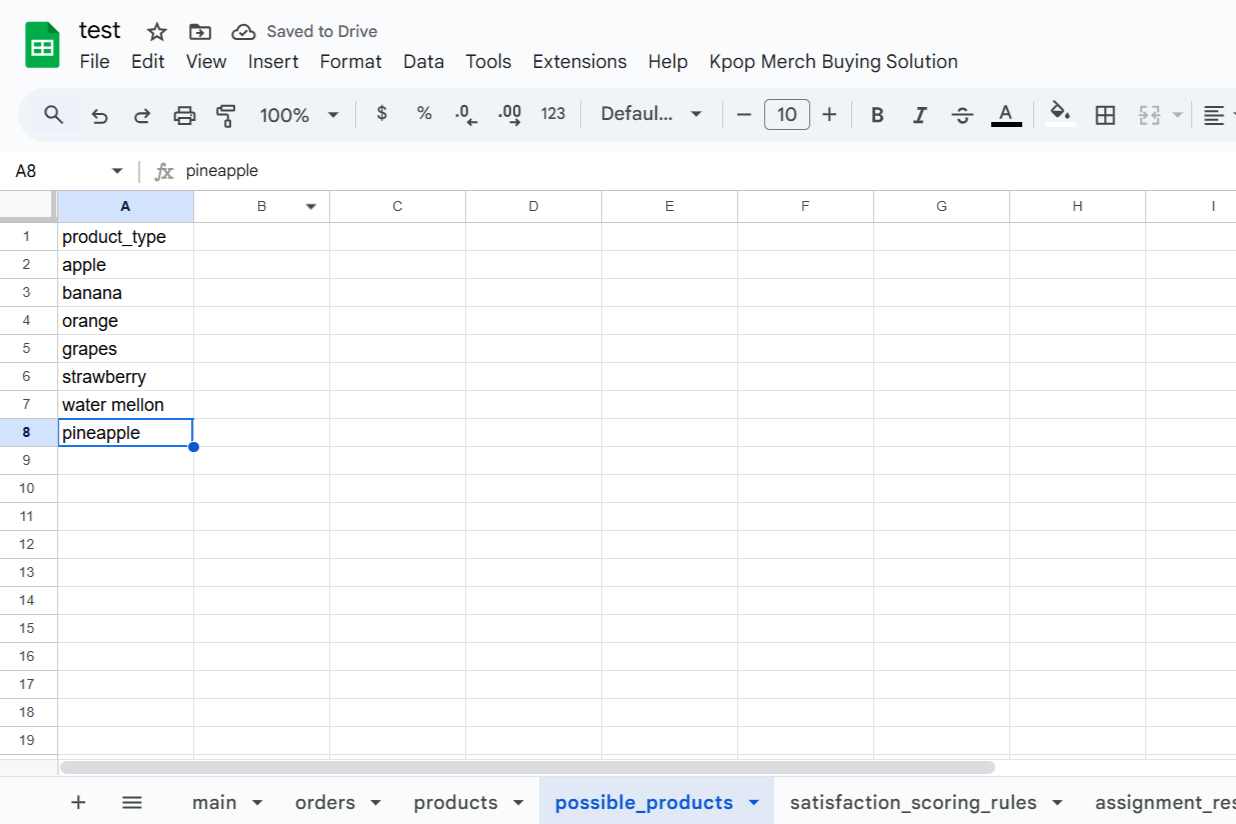 test Saved to Drive
File Edit View Insert Format Data Tools Extensions Help Kpop Merch Buying Solution
100% $ % .0 .00 123 Defaul... 10 B I S A
A8 fx pineapple
A B C D E F G H I
1 product_type
2 apple
3 banana
4 orange
5 grapes
6 strawberry
7 water mellon
8 pineapple
9
10
11
12
13
14
15
16
17
18
19
main orders products possible_products satisfaction_scoring_rules assignment_res